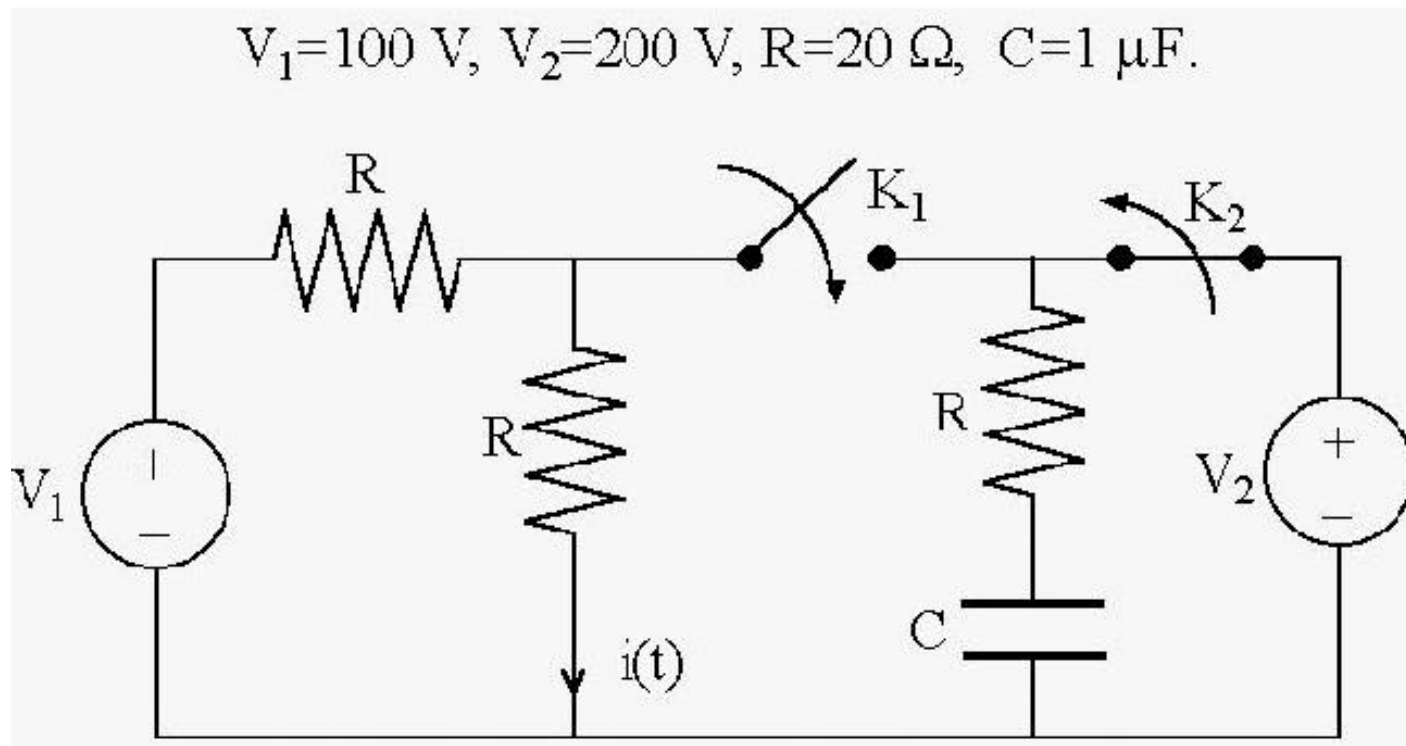 V₁=100 V, V₂=200 V, R=20 Ω, C=1 μF.
R
K₁
K₂
R
R
V₁
+
−
V₂
+
−
C
i(t)